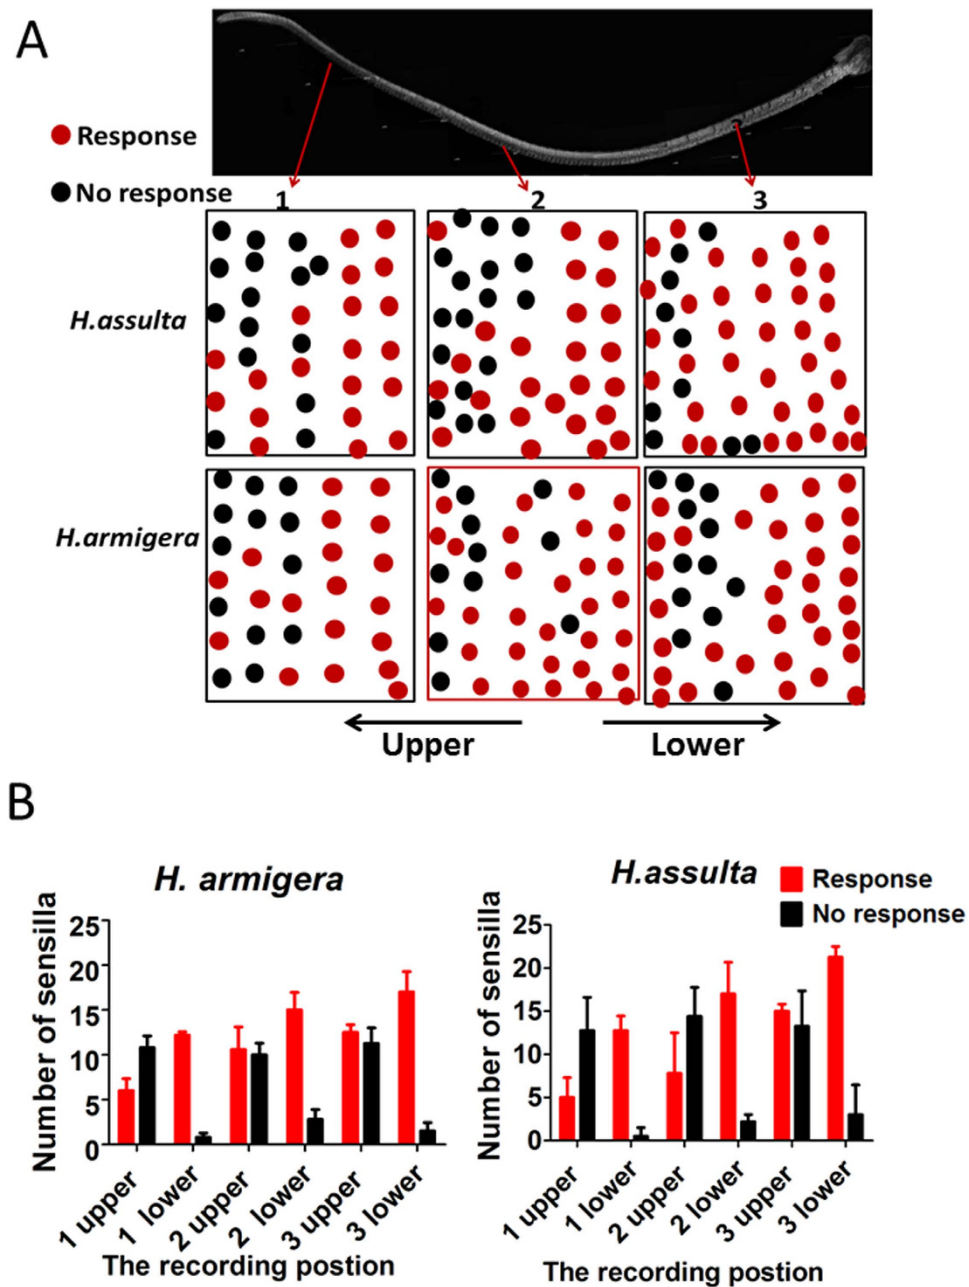 A
Response
No response
1
2
3
H.assulta
H.armigera
Upper
Lower
B
H. armigera
Number of sensilla
25
20
15
10
5
0
1 upper
1 lower
2 upper
2 lower
3 upper
3 lower
The recording postion
H.assulta
Response
No response
Number of sensilla
25
20
15
10
5
0
1 upper
1 lower
2 upper
2 lower
3 upper
3 lower
The recording postion